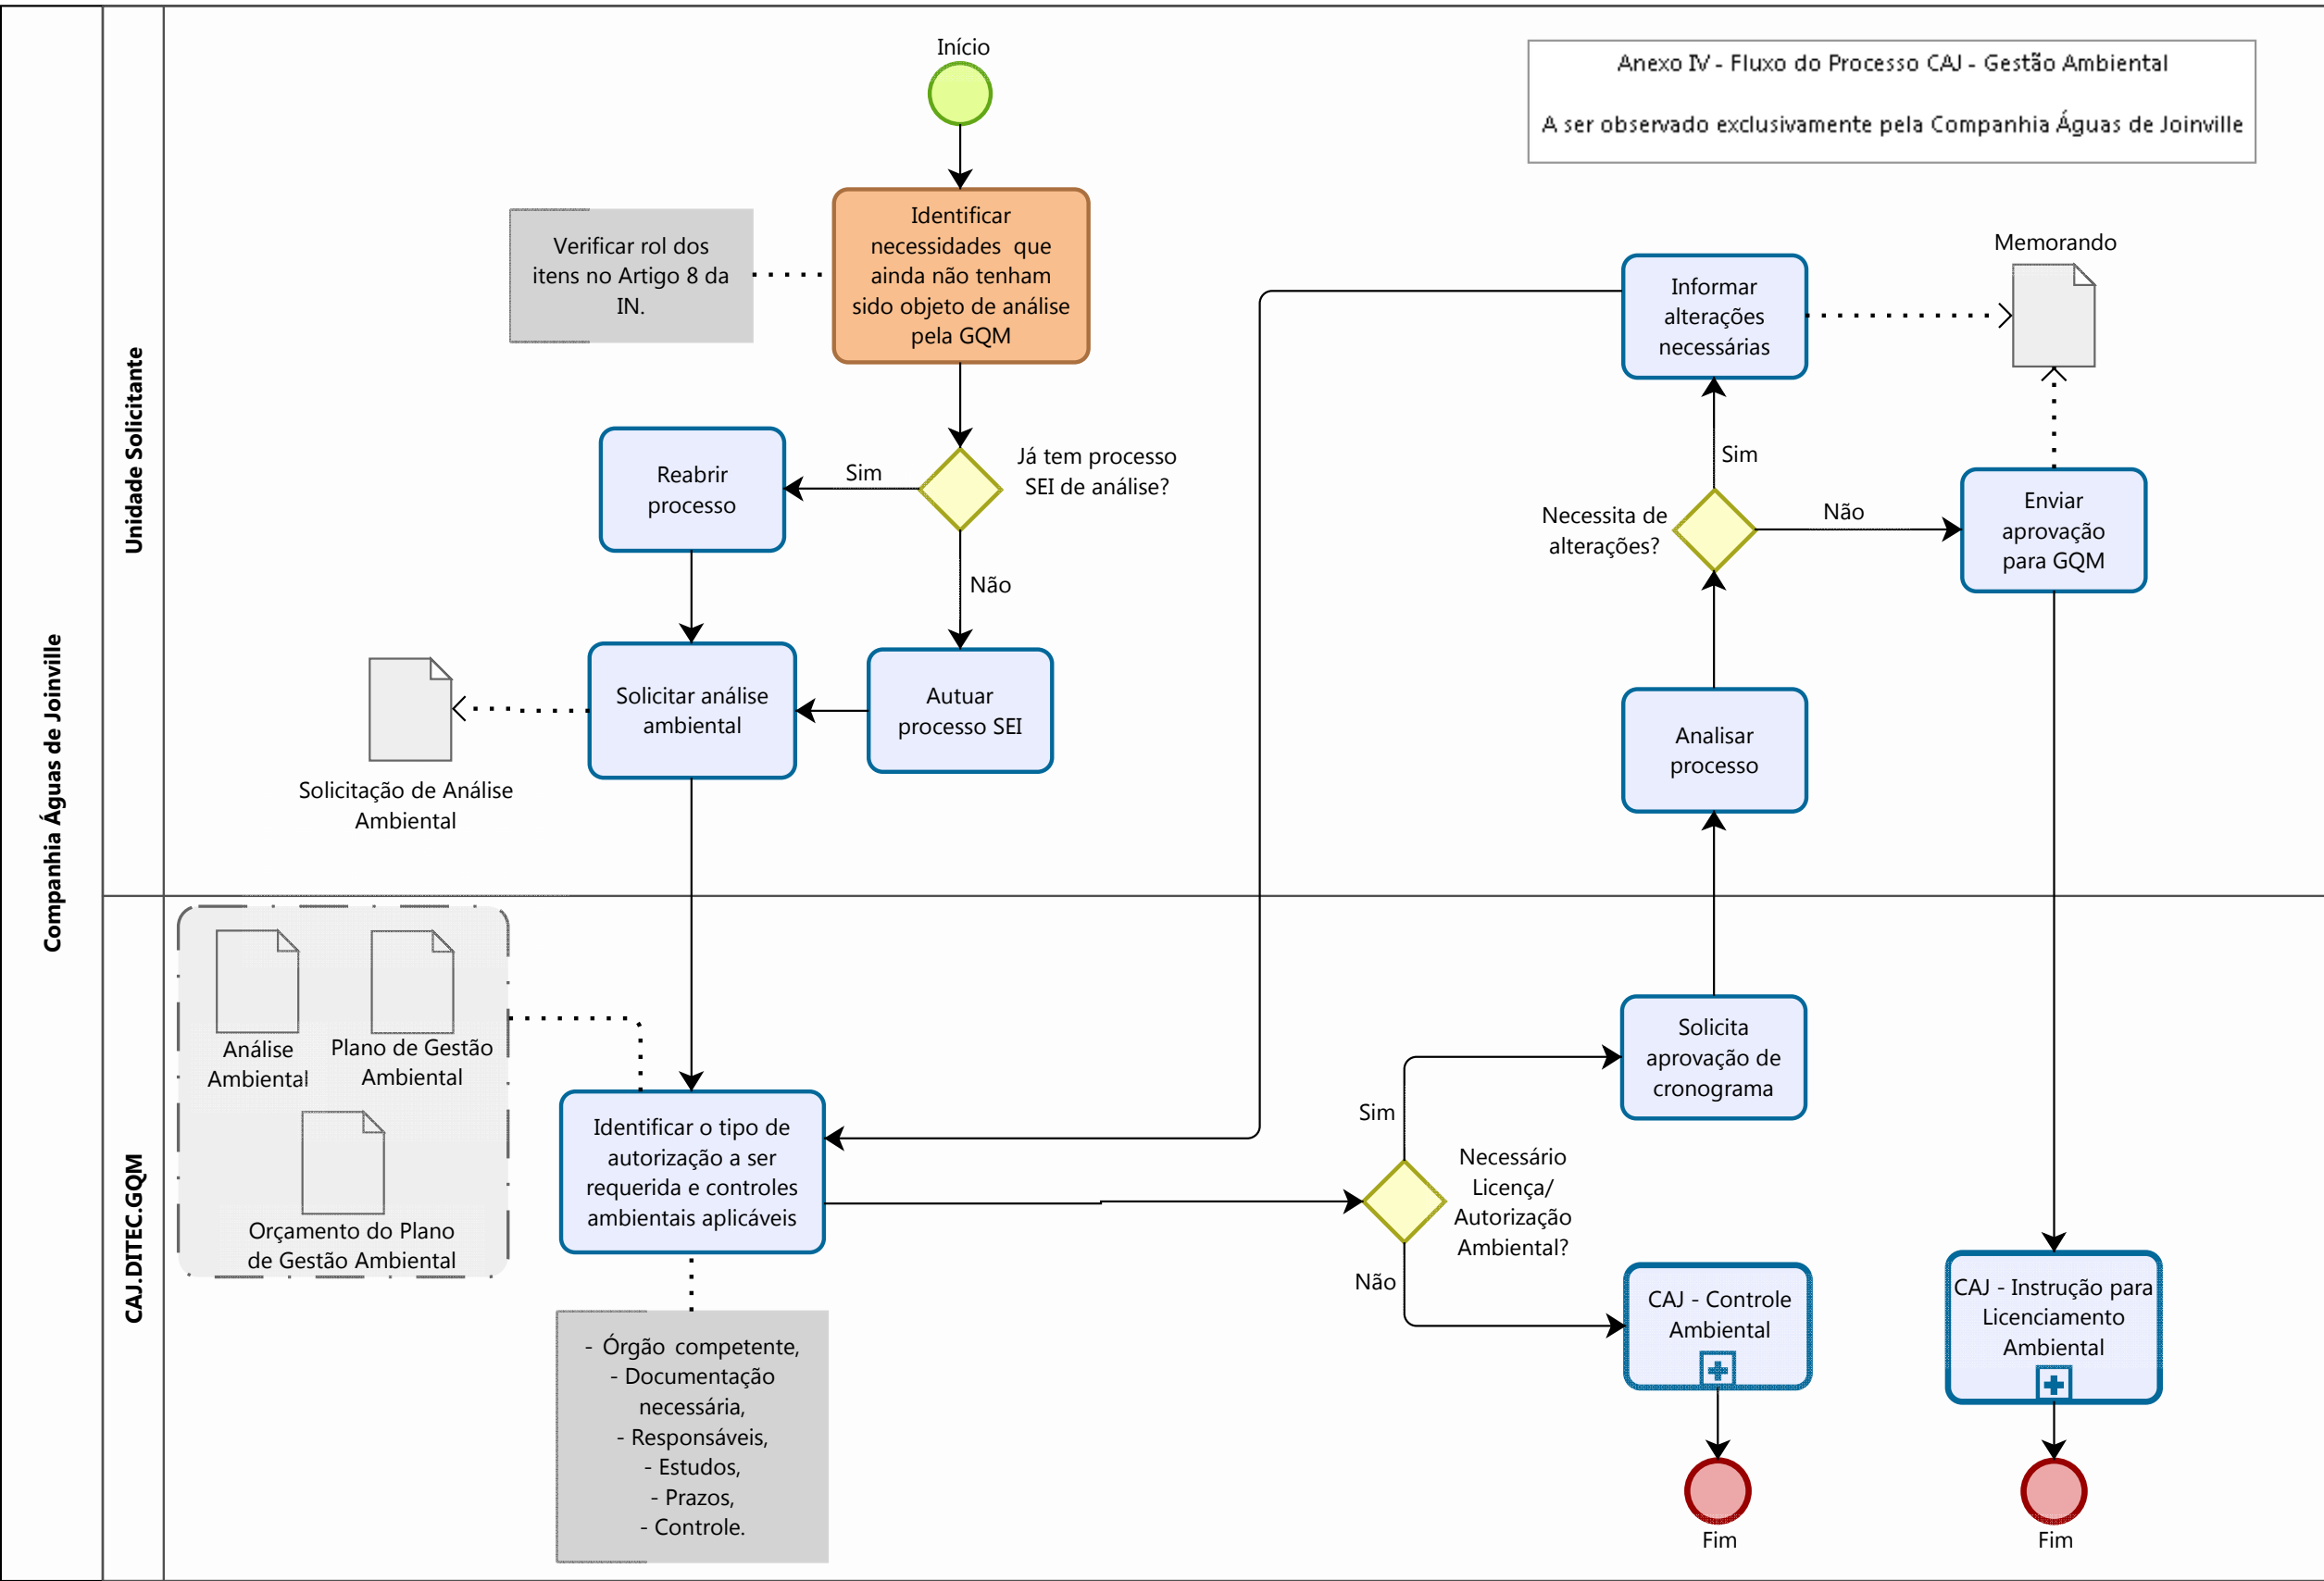 Anexo IV - Fluxo do Processo CAJ - Gestão Ambiental
A ser observado exclusivamente pela Companhia Águas de Joinville
Companhia Águas de Joinville
Unidade Solicitante
Início
Verificar rol dos
itens no Artigo 8 da
IN.
Identificar
necessidades que
ainda não tenham
sido objeto de análise
pela GQM
Já tem processo
SEI de análise?
Sim
Reabrir
processo
Não
Autuar
processo SEI
Solicitar análise
ambiental
Solicitação de Análise
Ambiental
Informar
alterações
necessárias
Memorando
Sim
Necessita de
alterações?
Não
Enviar
aprovação
para GQM
Analisar
processo
CAJ.DITEC.GQM
Análise
Ambiental
Plano de Gestão
Ambiental
Orçamento do Plano
de Gestão Ambiental
Identificar o tipo de
autorização a ser
requerida e controles
ambientais aplicáveis
- Órgão competente,
- Documentação
necessária,
- Responsáveis,
- Estudos,
- Prazos,
- Controle.
Necessário
Licença/
Autorização
Ambiental?
Sim
Solicita
aprovação de
cronograma
Não
CAJ - Controle
Ambiental
Fim
CAJ - Instrução para
Licenciamento
Ambiental
Fim